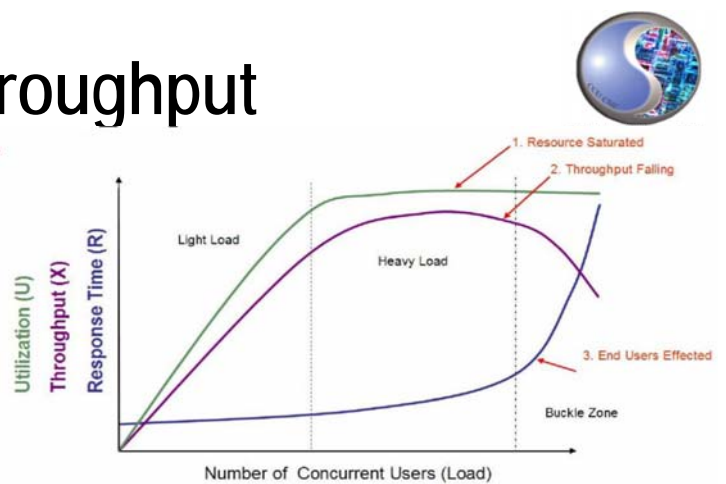 roughput
1. Resource Saturated
2. Throughput Falling
Light Load
Heavy Load
Utilization (U)
Throughput (X)
Response Time (R)
3. End Users Effected
Buckle Zone
Number of Concurrent Users (Load)